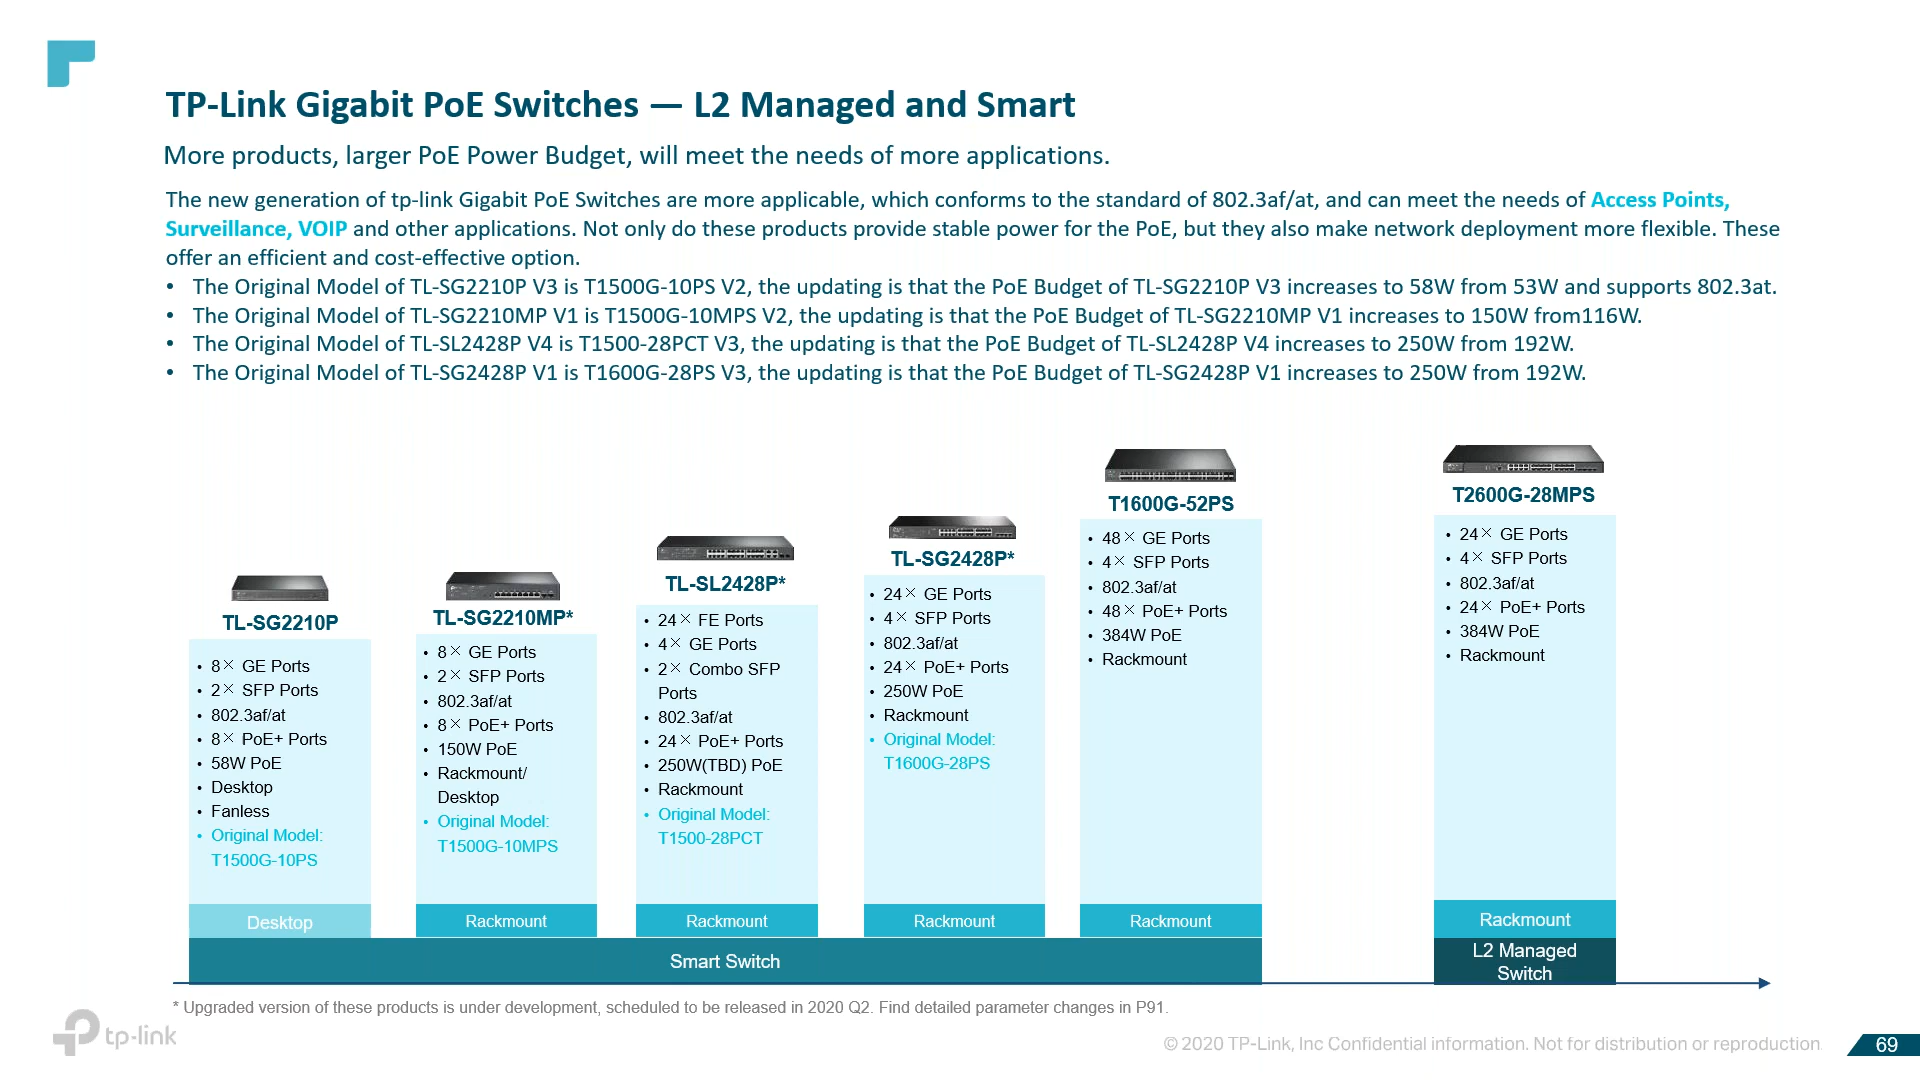 TP-Link Gigabit PoE Switches — L2 Managed and Smart
More products, larger PoE Power Budget, will meet the needs of more applications.
The new generation of tp-link Gigabit PoE Switches are more applicable, which conforms to the standard of 802.3af/at, and can meet the needs of Access Points,
Surveillance, VOIP and other applications. Not only do these products provide stable power for the PoE, but they also make network deployment more flexible. These
offer an efficient and cost-effective option.
• The Original Model of TL-SG2210P V3 is T1500G-10PS V2, the updating is that the PoE Budget of TL-SG2210P V3 increases to 58W from 53W and supports 802.3at.
• The Original Model of TL-SG2210MP V1 is T1500G-10MPS V2, the updating is that the PoE Budget of TL-SG2210MP V1 increases to 150W from116W.
• The Original Model of TL-SL2428P V4 is T1500-28PCT V3, the updating is that the PoE Budget of TL-SL2428P V4 increases to 250W from 192W.
• The Original Model of TL-SG2428P V1 is T1600G-28PS V3, the updating is that the PoE Budget of TL-SG2428P V1 increases to 250W from 192W.
TL-SG2210P
• 8× GE Ports
• 2× SFP Ports
• 802.3af/at
• 8× PoE+ Ports
• 58W PoE
• Desktop
• Fanless
• Original Model:
T1500G-10PS
Desktop
TL-SG2210MP*
• 8× GE Ports
• 2× SFP Ports
• 802.3af/at
• 8× PoE+ Ports
• 150W PoE
• Rackmount/
Desktop
• Original Model:
T1500G-10MPS
Rackmount
TL-SL2428P*
• 24× FE Ports
• 4× GE Ports
• 2× Combo SFP
Ports
• 802.3af/at
• 24× PoE+ Ports
• 250W(TBD) PoE
• Rackmount
• Original Model:
T1500-28PCT
Rackmount
TL-SG2428P*
• 24× GE Ports
• 4× SFP Ports
• 802.3af/at
• 24× PoE+ Ports
• 250W PoE
• Rackmount
• Original Model:
T1600G-28PS
Rackmount
T1600G-52PS
• 48× GE Ports
• 4× SFP Ports
• 802.3af/at
• 48× PoE+ Ports
• 384W PoE
• Rackmount
Rackmount
Smart Switch
T2600G-28MPS
• 24× GE Ports
• 4× SFP Ports
• 802.3af/at
• 24× PoE+ Ports
• 384W PoE
• Rackmount
Rackmount
L2 Managed
Switch
* Upgraded version of these products is under development, scheduled to be released in 2020 Q2. Find detailed parameter changes in P91.
tp-link
© 2020 TP-Link, Inc Confidential information. Not for distribution or reproduction.
69